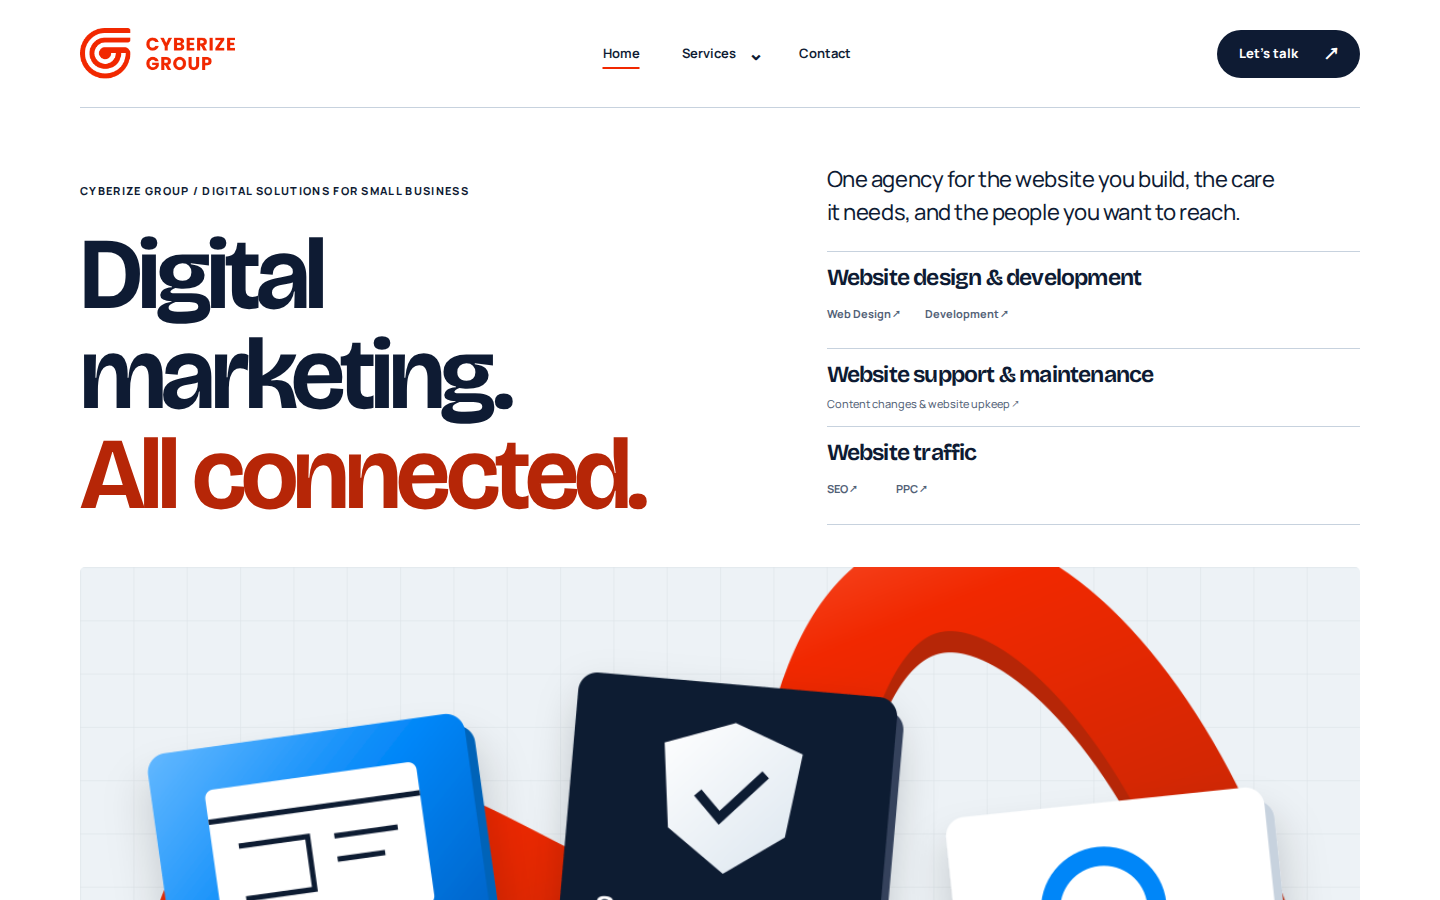 CYBERIZE
GROUP
Home
Services
Contact
Let's talk ↗
CYBERIZE GROUP / DIGITAL SOLUTIONS FOR SMALL BUSINESS
Digital
marketing.
All connected.
One agency for the website you build, the care
it needs, and the people you want to reach.
Website design & development
Web Design↗ Development↗
Website support & maintenance
Content changes & website upkeep↗
Website traffic
SEO↗ PPC↗